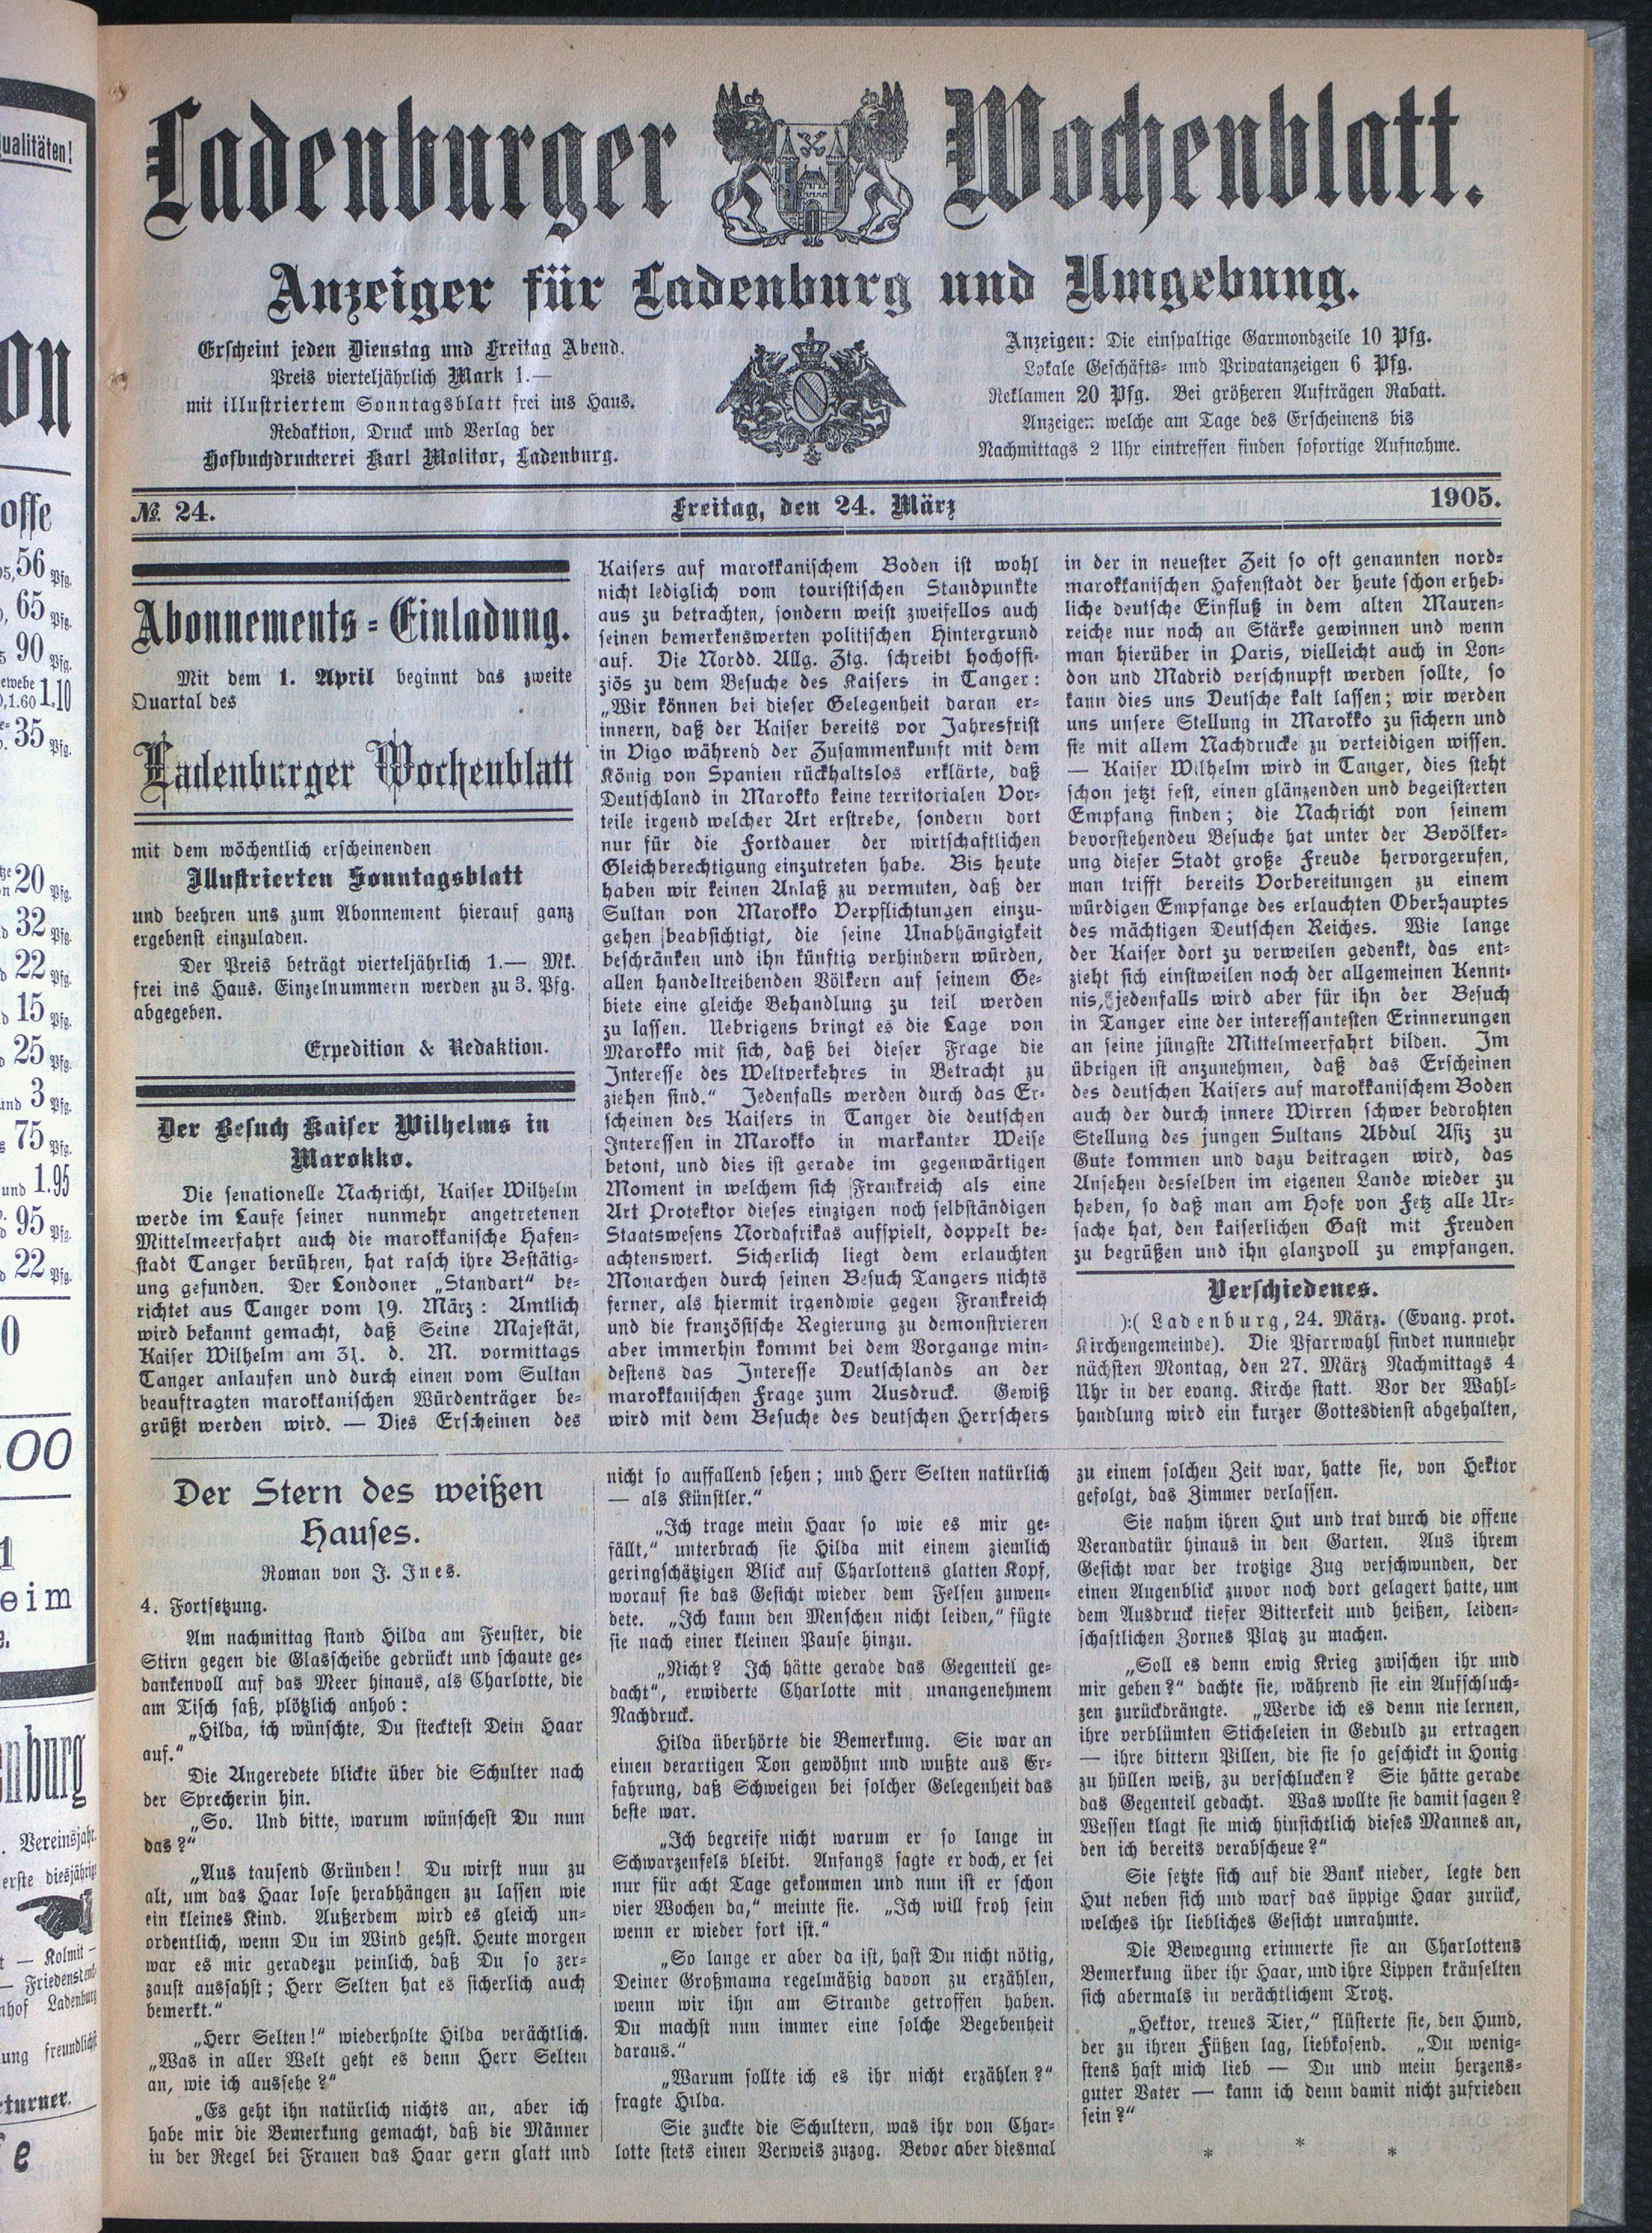 Ladenburger Wochenblatt.
Anzeiger für Ladenburg und Umgebung.
Erscheint jeden Dienstag und Freitag Abend.
Preis vierteljährlich Mark 1.—
mit illustriertem Sonntagsblatt frei ins Haus.
Redaktion, Druck und Verlag der
Hofbuchdruckerei Karl Molitor, Ladenburg.
Anzeigen: Die einspaltige Garmondzeile 10 Pfg.
Lokale Geschäfts- und Privatanzeigen 6 Pfg.
Reklamen 20 Pfg. Bei größeren Aufträgen Rabatt.
Anzeigen welche am Tage des Erscheinens bis
Nachmittags 2 Uhr eintreffen finden sofortige Aufnahme.
№ 24.
Freitag, den 24. März
1905.
Abonnements-Einladung.
Mit dem 1. April beginnt das zweite
Quartal des
Ladenburger Wochenblatt
mit dem wöchentlich erscheinenden
Illustrierten Sonntagsblatt
und beehren uns zum Abonnement hierauf ganz
ergebenst einzuladen.
Der Preis beträgt vierteljährlich 1.— Mk.
frei ins Haus. Einzelnummern werden zu 3. Pfg.
abgegeben.
Expedition & Redaktion.
Der Besuch Kaiser Wilhelms in
Marokko.
Die senationelle Nachricht, Kaiser Wilhelm
werde im Laufe seiner nunmehr angetretenen
Mittelmeerfahrt auch die marokkanische Hafen-
stadt Tanger berühren, hat rasch ihre Bestätig-
ung gefunden. Der Londoner „Standart“ be-
richtet aus Tanger vom 19. März: Amtlich
wird bekannt gemacht, daß Seine Majestät,
Kaiser Wilhelm am 31. d. M. vormittags
Tanger anlaufen und durch einen vom Sultan
beauftragten marokkanischen Würdenträger be-
grüßt werden wird. — Dies Erscheinen des
Kaisers auf marokkanischem Boden ist wohl
nicht lediglich vom touristischen Standpunkte
aus zu betrachten, sondern weist zweifellos auch
seinen bemerkenswerten politischen Hintergrund
auf. Die Nordd. Allg. Ztg. schreibt hochoffi-
ziös zu dem Besuche des Kaisers in Tanger:
„Wir können bei dieser Gelegenheit daran er-
innern, daß der Kaiser bereits vor Jahresfrist
in Vigo während der Zusammenkunft mit dem
König von Spanien rückhaltslos erklärte, daß
Deutschland in Marokko keine territorialen Vor-
teile irgend welcher Art erstrebe, sondern dort
nur für die Fortdauer der wirtschaftlichen
Gleichberechtigung einzutreten habe. Bis heute
haben wir keinen Anlaß zu vermuten, daß der
Sultan von Marokko Verpflichtungen einzu-
gehen beabsichtigt, die seine Unabhängigkeit
beschränken und ihn künftig verhindern würden,
allen handeltreibenden Völkern auf seinem Ge-
biete eine gleiche Behandlung zu teil werden
zu lassen. Uebrigens bringt es die Lage von
Marokko mit sich, daß bei dieser Frage die
Interesse des Weltverkehres in Betracht zu
ziehen sind.“ Jedenfalls werden durch das Er-
scheinen des Kaisers in Tanger die deutschen
Interessen in Marokko in markanter Weise
betont, und dies ist gerade im gegenwärtigen
Moment in welchem sich Frankreich als eine
Art Protektor dieses einzigen noch selbständigen
Staatswesens Nordafrikas aufspielt, doppelt be-
achtenswert. Sicherlich liegt dem erlauchten
Monarchen durch seinen Besuch Tangers nichts
ferner, als hiermit irgendwie gegen Frankreich
und die französische Regierung zu demonstrieren
aber immerhin kommt bei dem Vorgange min-
destens das Interesse Deutschlands an der
marokkanischen Frage zum Ausdruck. Gewiß
wird mit dem Besuche des deutschen Herrschers
in der in neuester Zeit so oft genannten nord-
marokkanischen Hafenstadt der heute schon erheb-
liche deutsche Einfluß in dem alten Mauren-
reiche nur noch an Stärke gewinnen und wenn
man hierüber in Paris, vielleicht auch in Lon-
don und Madrid verschnupft werden sollte, so
kann dies uns Deutsche kalt lassen; wir werden
uns unsere Stellung in Marokko zu sichern und
sie mit allem Nachdrucke zu verteidigen wissen.
— Kaiser Wilhelm wird in Tanger, dies steht
schon jetzt fest, einen glänzenden und begeisterten
Empfang finden; die Nachricht von seinem
bevorstehenden Besuche hat unter der Bevölker-
ung dieser Stadt große Freude hervorgerufen,
man trifft bereits Vorbereitungen zu einem
würdigen Empfange des erlauchten Oberhauptes
des mächtigen Deutschen Reiches. Wie lange
der Kaiser dort zu verweilen gedenkt, das ent-
zieht sich einstweilen noch der allgemeinen Kennt-
nis, jedenfalls wird aber für ihn der Besuch
in Tanger eine der interessantesten Erinnerungen
an seine jüngste Mittelmeerfahrt bilden. Im
übrigen ist anzunehmen, daß das Erscheinen
des deutschen Kaisers auf marokkanischem Boden
auch der durch innere Wirren schwer bedrohten
Stellung des jungen Sultans Abdul Asiz zu
Gute kommen und dazu beitragen wird, das
Ansehen desselben im eigenen Lande wieder zu
heben, so daß man am Hofe von Fetz alle Ur-
sache hat, den kaiserlichen Gast mit Freuden
zu begrüßen und ihn glanzvoll zu empfangen.
Verschiedenes.
):( Ladenburg, 24. März. (Evang. prot.
Kirchengemeinde). Die Pfarrwahl findet nunmehr
nächsten Montag, den 27. März Nachmittags 4
Uhr in der evang. Kirche statt. Vor der Wahl-
handlung wird ein kurzer Gottesdienst abgehalten,
Der Stern des weißen
Hauses.
Roman von J. Ines.
4. Fortsetzung.
Am nachmittag stand Hilda am Fenster, die
Stirn gegen die Glasscheibe gedrückt und schaute ge-
dankenvoll auf das Meer hinaus, als Charlotte, die
am Tisch saß, plötzlich anhob:
„Hilda, ich wünschte, Du stecktest Dein Haar
auf.“
Die Angeredete blickte über die Schulter nach
der Sprecherin hin.
„So. Und bitte, warum wünschest Du nun
das?“
„Aus tausend Gründen! Du wirst nun zu
alt, um das Haar lose herabhängen zu lassen wie
ein kleines Kind. Außerdem wird es gleich un-
ordentlich, wenn Du im Wind gehst. Heute morgen
war es mir geradezu peinlich, daß Du so zer-
zaust aussahst; Herr Selten hat es sicherlich auch
bemerkt.“
„Herr Selten!“ wiederholte Hilda verächtlich.
„Was in aller Welt geht es denn Herr Selten
an, wie ich aussehe?“
„Es geht ihn natürlich nichts an, aber ich
habe mir die Bemerkung gemacht, daß die Männer
in der Regel bei Frauen das Haar gern glatt und
nicht so auffallend sehen; und Herr Selten natürlich
— als Künstler.“
„Ich trage mein Haar so wie es mir ge-
fällt,“ unterbrach sie Hilda mit einem ziemlich
geringschätzigen Blick auf Charlottens glatten Kopf,
worauf sie das Gesicht wieder dem Felsen zuwen-
dete. „Ich kann den Menschen nicht leiden,“ fügte
sie nach einer kleinen Pause hinzu.
„Nicht? Ich hätte gerade das Gegenteil ge-
dacht“, erwiderte Charlotte mit unangenehmem
Nachdruck.
Hilda überhörte die Bemerkung. Sie war an
einen derartigen Ton gewöhnt und wußte aus Er-
fahrung, daß Schweigen bei solcher Gelegenheit das
beste war.
„Ich begreife nicht warum er so lange in
Schwarzenfels bleibt. Anfangs sagte er doch, er sei
nur für acht Tage gekommen und nun ist er schon
vier Wochen da,“ meinte sie. „Ich will froh sein
wenn er wieder fort ist.“
„So lange er aber da ist, hast Du nicht nötig,
Deiner Großmama regelmäßig davon zu erzählen,
wenn wir ihn am Strande getroffen haben.
Du machst nun immer eine solche Begebenheit
daraus.“
„Warum sollte ich es ihr nicht erzählen?“
fragte Hilda.
Sie zuckte die Schultern, was ihr von Char-
lotte stets einen Verweis zuzog. Bevor aber diesmal
zu einem solchen Zeit war, hatte sie, von Hektor
gefolgt, das Zimmer verlassen.
Sie nahm ihren Hut und trat durch die offene
Verandatür hinaus in den Garten. Aus ihrem
Gesicht war der trotzige Zug verschwunden, der
einen Augenblick zuvor noch dort gelagert hatte, um
dem Ausdruck tiefer Bitterkeit und heißen, leiden-
schaftlichen Zornes Platz zu machen.
„Soll es denn ewig Krieg zwischen ihr und
mir geben?“ dachte sie, während sie ein Aufschluch-
zen zurückdrängte. „Werde ich es denn nie lernen,
ihre verblümten Sticheleien in Geduld zu ertragen
— ihre bittern Pillen, die sie so geschickt in Honig
zu hüllen weiß, zu verschlucken? Sie hätte gerade
das Gegenteil gedacht. Was wollte sie damit sagen?
Wessen klagt sie mich hinsichtlich dieses Mannes an,
den ich bereits verabscheue?“
Sie setzte sich auf die Bank nieder, legte den
Hut neben sich und warf das üppige Haar zurück,
welches ihr liebliches Gesicht umrahmte.
Die Bewegung erinnerte sie an Charlottens
Bemerkung über ihr Haar, und ihre Lippen kräuselten
sich abermals in verächtlichem Trotz.
„Hektor, treues Tier,“ flüsterte sie, den Hund,
der zu ihren Füßen lag, liebkosend. „Du wenig-
stens hast mich lieb — Du und mein herzens-
guter Vater — kann ich denn damit nicht zufrieden
sein?“
* * *